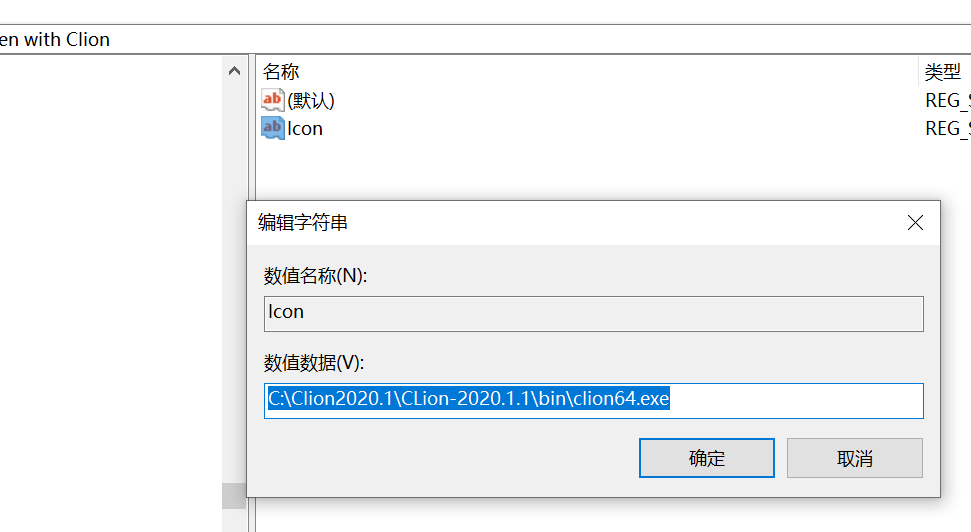 en with Clion
名称 类型
(默认) REG_S
Icon REG_S
编辑字符串
数值名称(N):
Icon
数值数据(V):
C:\Clion2020.1\CLion-2020.1.1\bin\clion64.exe
确定 取消